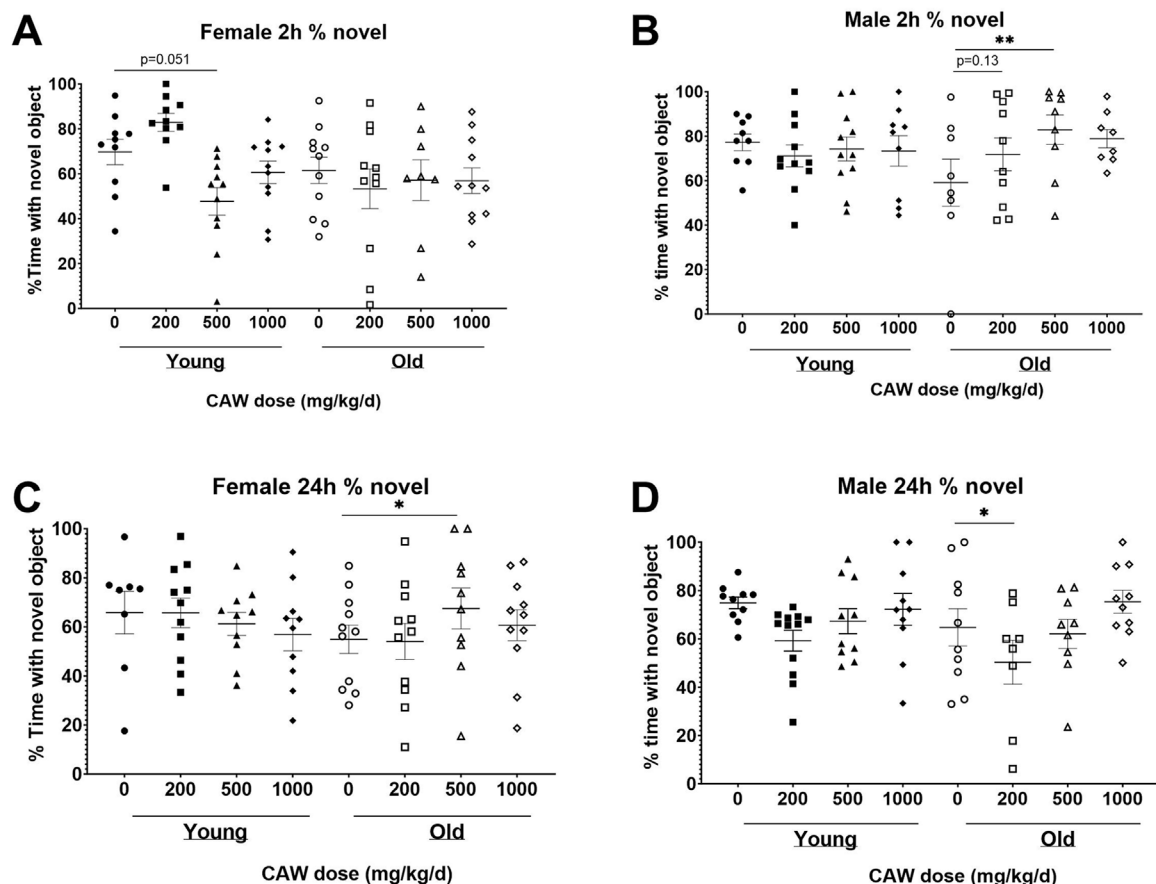 A
Female 2h % novel
p=0.051
%Time with novel object
100
80
60
40
20
0
0 200 500 1000 0 200 500 1000
Young Old
CAW dose (mg/kg/d)
B
Male 2h % novel
**
p=0.13
% time with novel object
100
80
60
40
20
0
0 200 500 1000 0 200 500 1000
Young Old
CAW dose (mg/kg/d)
C
Female 24h % novel
*
% Time with novel object
100
80
60
40
20
0
0 200 500 1000 0 200 500 1000
Young Old
CAW dose (mg/kg/d)
D
Male 24h % novel
*
% time with novel object
100
80
60
40
20
0
0 200 500 1000 0 200 500 1000
Young Old
CAW dose (mg/kg/d)